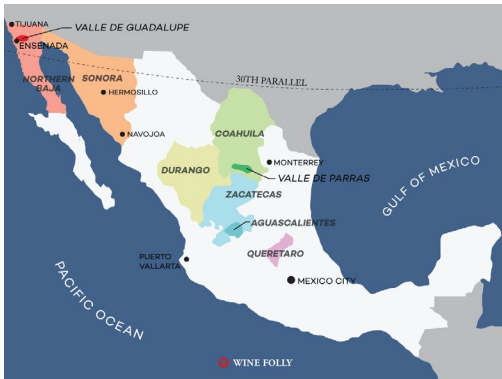 TIJUANA
VALLE DE GUADALUPE
ENSENADA
NORTHERN
BAJA
SONORA
30TH PARALLEL
HERMOSILLO
NAVOJOA
COAHUILA
MONTERREY
DURANGO
VALLE DE PARRAS
ZACATECAS
GULF OF MEXICO
AGUASCALIENTES
QUERETARO
PUERTO
VALLARTA
MEXICO CITY
PACIFIC OCEAN
WINE FOLLY